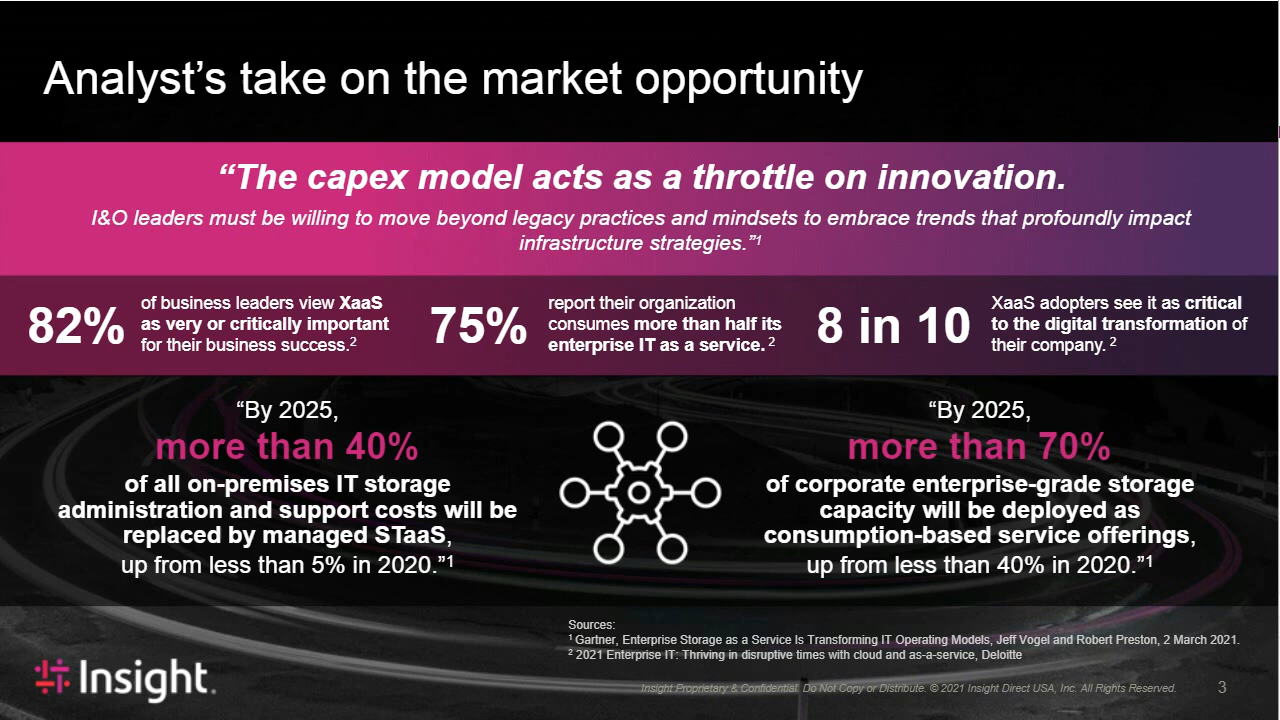 Analyst’s take on the market opportunity
“The capex model acts as a throttle on innovation.
I&O leaders must be willing to move beyond legacy practices and mindsets to embrace trends that profoundly impact
infrastructure strategies.”1
82%
of business leaders view XaaS
as very or critically important
for their business success.2
75%
report their organization
consumes more than half its
enterprise IT as a service. 2
8 in 10
XaaS adopters see it as critical
to the digital transformation of
their company. 2
“By 2025,
more than 40%
of all on-premises IT storage
administration and support costs will be
replaced by managed STaaS,
up from less than 5% in 2020.”1
“By 2025,
more than 70%
of corporate enterprise-grade storage
capacity will be deployed as
consumption-based service offerings,
up from less than 40% in 2020.”1
Sources:
1 Gartner, Enterprise Storage as a Service Is Transforming IT Operating Models, Jeff Vogel and Robert Preston, 2 March 2021.
2 2021 Enterprise IT: Thriving in disruptive times with cloud and as-a-service, Deloitte
Insight.
Insight Proprietary & Confidential. Do Not Copy or Distribute. © 2021 Insight Direct USA, Inc. All Rights Reserved.
3